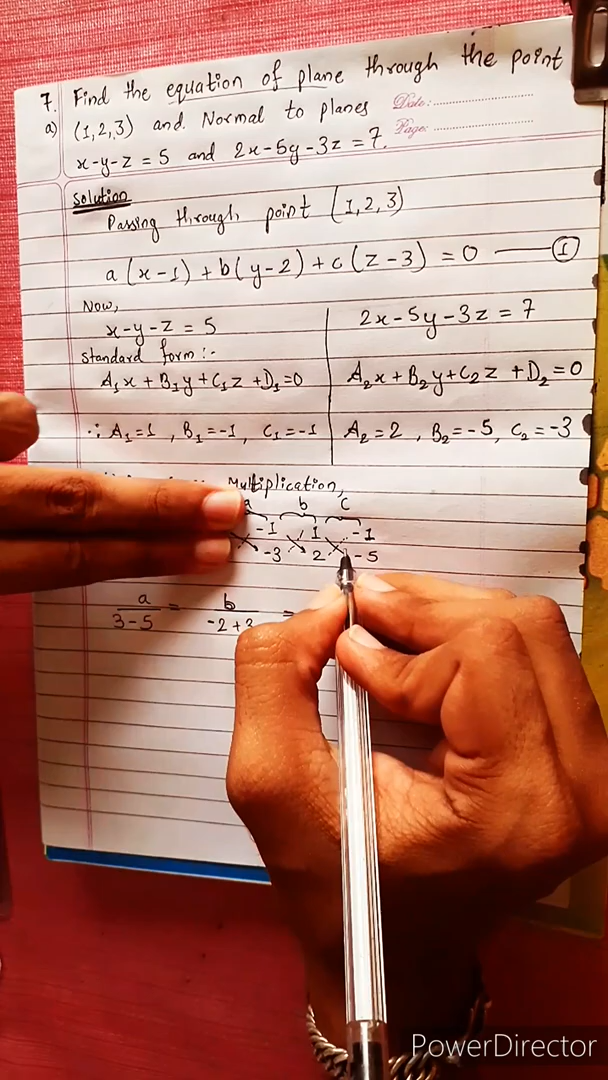 7. Find the equation of plane through the point
a) (1,2,3) and Normal to planes
Date:
x-y-z = 5 and 2x-5y-3z = 7.
Page:
Solution
Passing through point (1,2,3)
a(x-1)+b(y-2)+c(z-3) = 0 —— ①
Now,
x-y-z = 5
2x-5y-3z = 7
standard form:-
A₁x + B₁y + C₁z + D₁ = 0
A₂x + B₂y + C₂z + D₂ = 0
∴ A₁=1 , B₁=-1, C₁=-1
A₂=2 , B₂=-5, C₂=-3
Multiplication,
a b c
-1 1 -1
-3 2 -5
a/3-5 = b/-2+3 =
PowerDirector